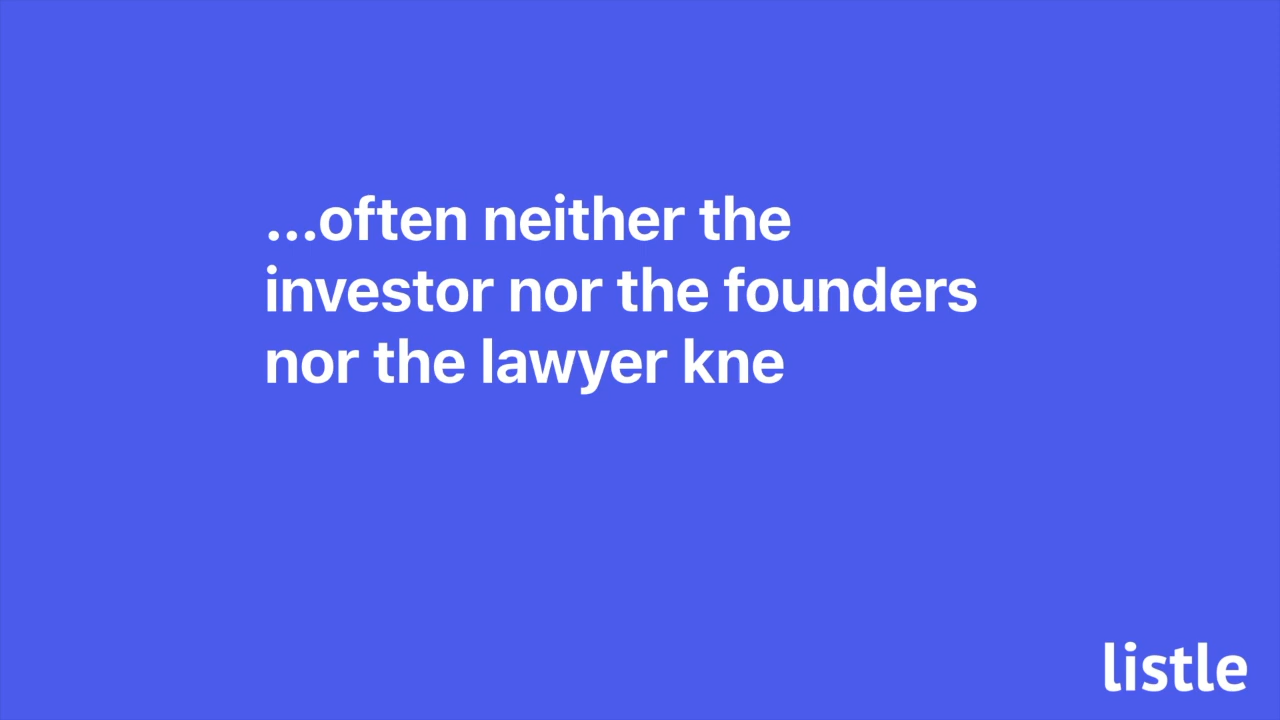 ...often neither the
investor nor the founders
nor the lawyer kne
listle